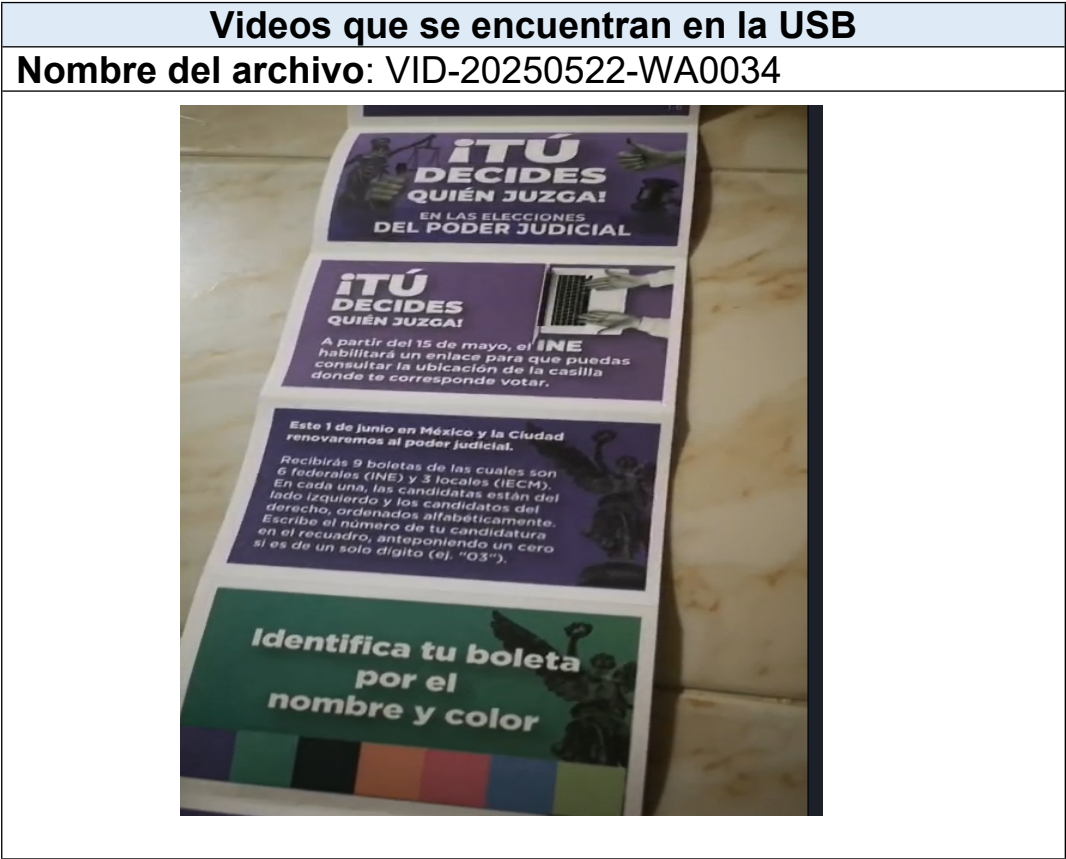 Videos que se encuentran en la USB
Nombre del archivo: VID-20250522-WA0034
¡TÚ
DECIDES
QUIÉN JUZGA!
EN LAS ELECCIONES
DEL PODER JUDICIAL
¡TÚ
DECIDES
QUIÉN JUZGA!
A partir del 15 de mayo, el INE
habilitará un enlace para que puedas
consultar la ubicación de la casilla
donde te corresponde votar.
Este 1 de junio en México y la Ciudad
renovaremos al poder judicial.
Recibirás 9 boletas de las cuales son
6 federales (INE) y 3 locales (IECM).
En cada una, las candidatas están del
lado izquierdo y los candidatos del
derecho, ordenados alfabéticamente.
Escribe el número de tu candidatura
en el recuadro, anteponiendo un cero
si es de un solo dígito (ej. "03").
Identifica tu boleta
por el
nombre y color